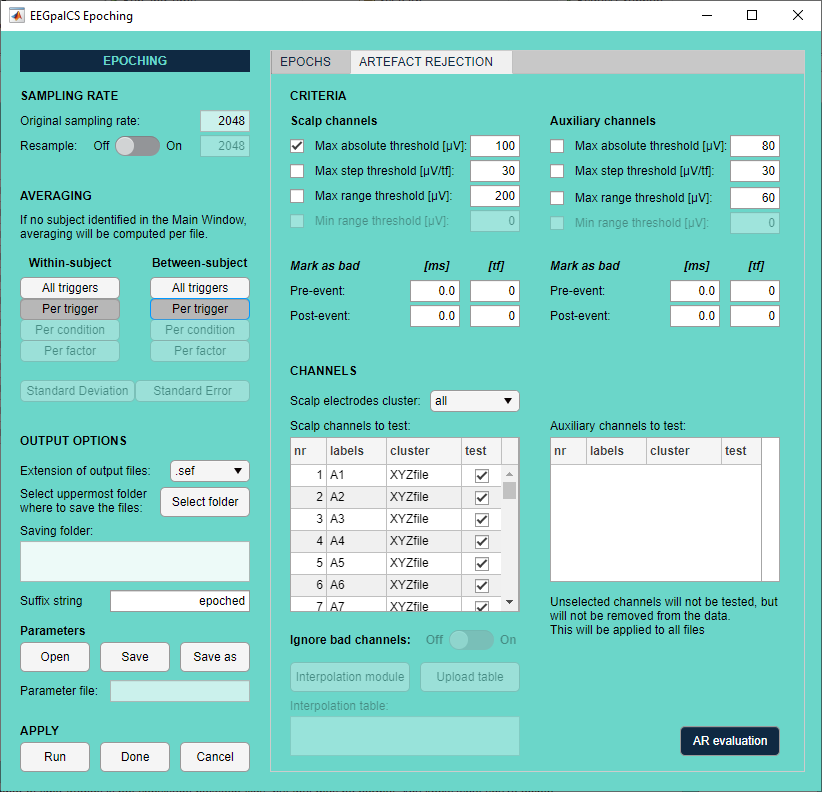 EEGpalCS Epoching
EPOCHING
SAMPLING RATE
Original sampling rate: 2048
Resample: Off On 2048
AVERAGING
If no subject identified in the Main Window,
averaging will be computed per file.
Within-subject Between-subject
All triggers All triggers
Per trigger Per trigger
Per condition Per condition
Per factor Per factor
Standard Deviation Standard Error
OUTPUT OPTIONS
Extension of output files: .sef
Select uppermost folder
where to save the files: Select folder
Saving folder:
Suffix string epoched
Parameters
Open Save Save as
Parameter file:
APPLY
Run Done Cancel
EPOCHS ARTEFACT REJECTION
CRITERIA
Scalp channels
Max absolute threshold [µV]: 100
Max step threshold [µV/tf]: 30
Max range threshold [µV]: 200
Min range threshold [µV]: 0
Auxiliary channels
Max absolute threshold [µV]: 80
Max step threshold [µV/tf]: 30
Max range threshold [µV]: 60
Min range threshold [µV]: 0
Mark as bad [ms] [tf]
Pre-event: 0.0 0
Post-event: 0.0 0
Mark as bad [ms] [tf]
Pre-event: 0.0 0
Post-event: 0.0 0
CHANNELS
Scalp electrodes cluster: all
Scalp channels to test:
nr labels cluster test
1 A1 XYZfile
2 A2 XYZfile
3 A3 XYZfile
4 A4 XYZfile
5 A5 XYZfile
6 A6 XYZfile
7 A7 XYZfile
Ignore bad channels: Off On
Interpolation module Upload table
Interpolation table:
Auxiliary channels to test:
nr labels cluster test
Unselected channels will not be tested, but
will not be removed from the data.
This will be applied to all files
AR evaluation